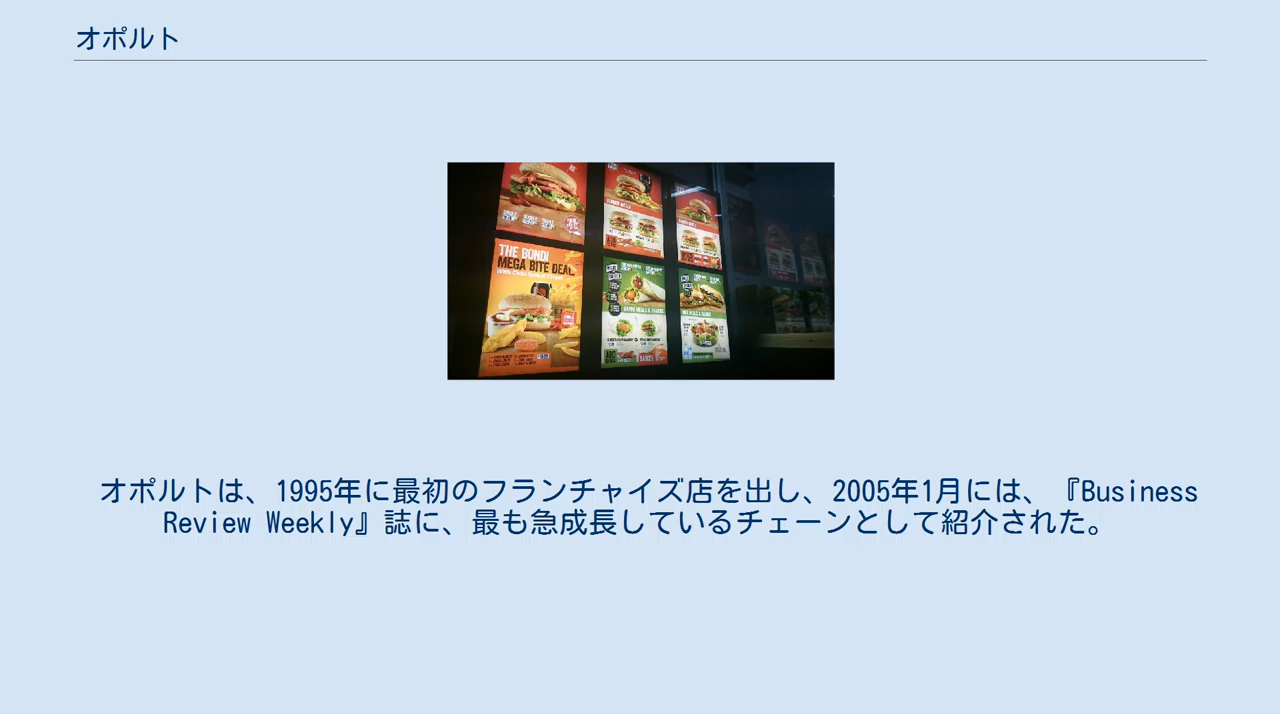 オポルト
THE BONDI
MEGA BITE DEAL
オポルトは、1995年に最初のフランチャイズ店を出し、2005年1月には、『Business
Review Weekly』誌に、最も急成長しているチェーンとして紹介された。